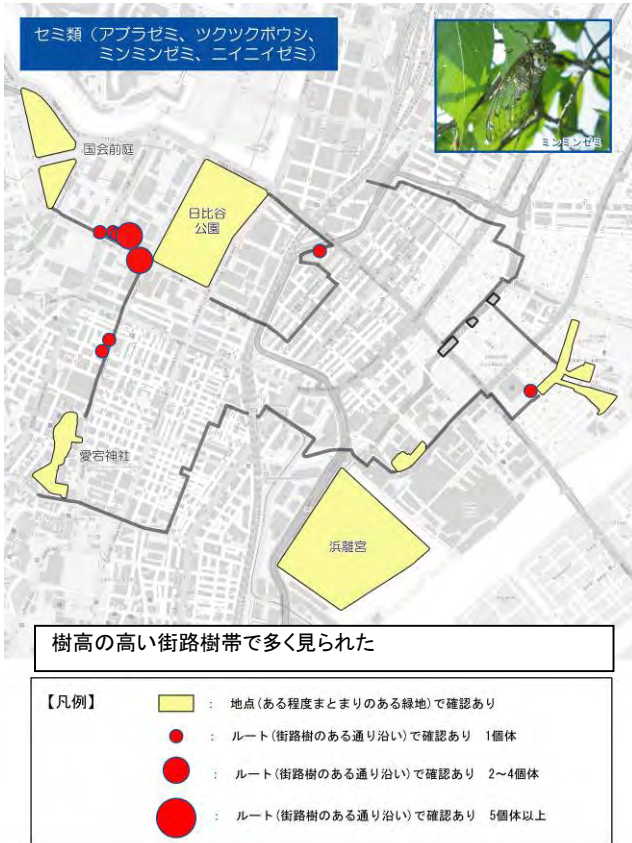 セミ類（アブラゼミ、ツクツクボウシ、
ミンミンゼミ、ニイニイゼミ）
ミンミンゼミ
国会前庭
日比谷
公園
愛宕神社
浜離宮
樹高の高い街路樹帯で多く見られた
【凡例】
： 地点(ある程度まとまりのある緑地)で確認あり
： ルート(街路樹のある通り沿い)で確認あり 1個体
： ルート(街路樹のある通り沿い)で確認あり 2～4個体
： ルート(街路樹のある通り沿い)で確認あり 5個体以上